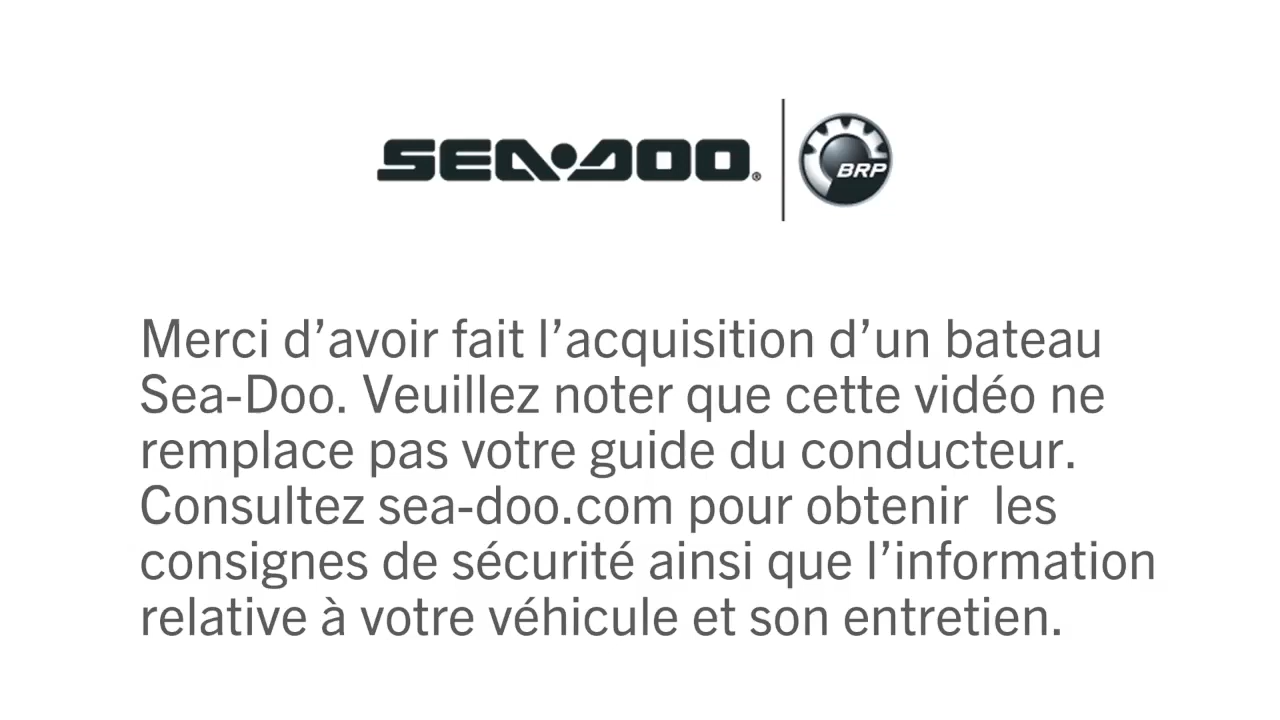 SEA-DOO® BRP
Merci d’avoir fait l’acquisition d’un bateau
Sea-Doo. Veuillez noter que cette vidéo ne
remplace pas votre guide du conducteur.
Consultez sea-doo.com pour obtenir  les
consignes de sécurité ainsi que l’information
relative à votre véhicule et son entretien.